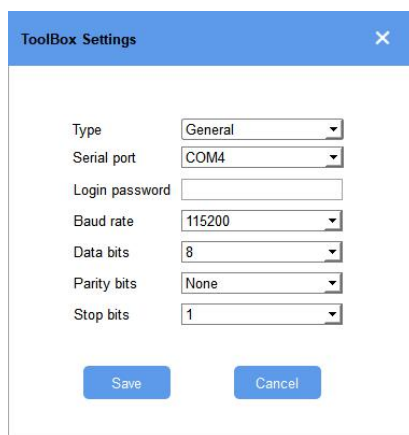 ToolBox Settings
Type General
Serial port COM4
Login password
Baud rate 115200
Data bits 8
Parity bits None
Stop bits 1
Save Cancel